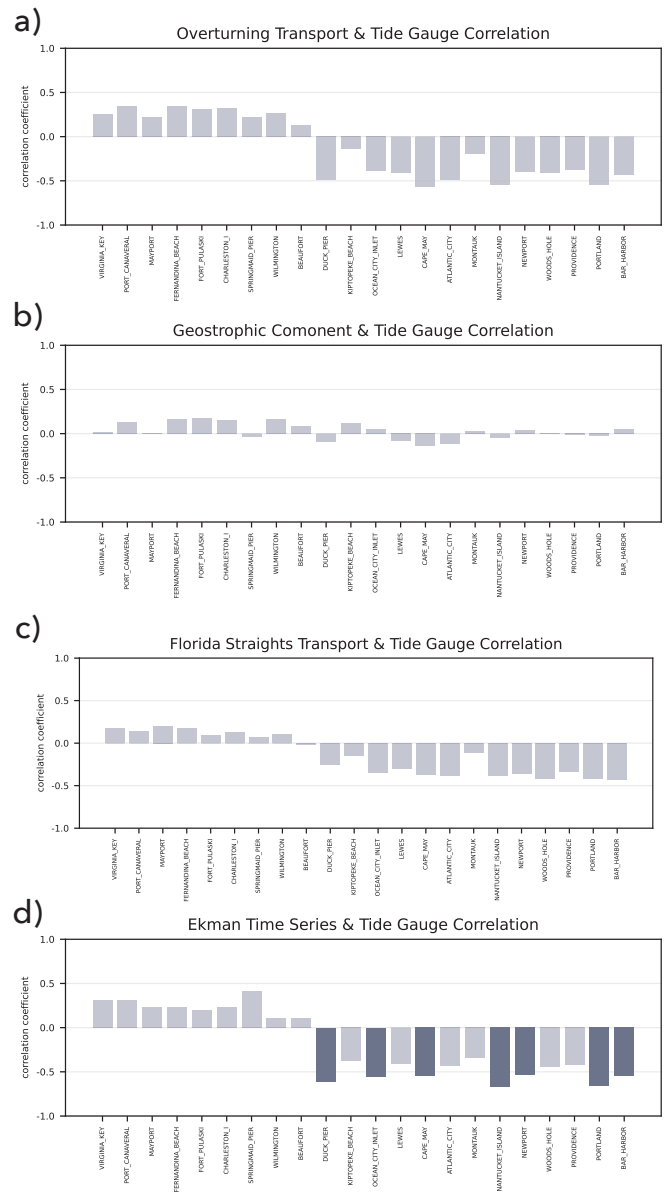 a)
Overturning Transport & Tide Gauge Correlation
1.0
0.5
0.0
-0.5
-1.0
correlation coefficient
VIRGINIA_KEY
PORT_CANAVERAL
MAYPORT
FERNANDINA_BEACH
FORT_PULASKI
CHARLESTON_I
SPRINGMAID_PIER
WILMINGTON
BEAUFORT
DUCK_PIER
KIPTOPEKE_BEACH
OCEAN_CITY_INLET
LEWES
CAPE_MAY
ATLANTIC_CITY
MONTAUK
NANTUCKET_ISLAND
NEWPORT
WOODS_HOLE
PROVIDENCE
PORTLAND
BAR_HARBOR
b)
Geostrophic Comonent & Tide Gauge Correlation
1.0
0.5
0.0
-0.5
-1.0
correlation coefficient
VIRGINIA_KEY
PORT_CANAVERAL
MAYPORT
FERNANDINA_BEACH
FORT_PULASKI
CHARLESTON_I
SPRINGMAID_PIER
WILMINGTON
BEAUFORT
DUCK_PIER
KIPTOPEKE_BEACH
OCEAN_CITY_INLET
LEWES
CAPE_MAY
ATLANTIC_CITY
MONTAUK
NANTUCKET_ISLAND
NEWPORT
WOODS_HOLE
PROVIDENCE
PORTLAND
BAR_HARBOR
c)
Florida Straights Transport & Tide Gauge Correlation
1.0
0.5
0.0
-0.5
-1.0
correlation coefficient
VIRGINIA_KEY
PORT_CANAVERAL
MAYPORT
FERNANDINA_BEACH
FORT_PULASKI
CHARLESTON_I
SPRINGMAID_PIER
WILMINGTON
BEAUFORT
DUCK_PIER
KIPTOPEKE_BEACH
OCEAN_CITY_INLET
LEWES
CAPE_MAY
ATLANTIC_CITY
MONTAUK
NANTUCKET_ISLAND
NEWPORT
WOODS_HOLE
PROVIDENCE
PORTLAND
BAR_HARBOR
d)
Ekman Time Series & Tide Gauge Correlation
1.0
0.5
0.0
-0.5
-1.0
correlation coefficient
VIRGINIA_KEY
PORT_CANAVERAL
MAYPORT
FERNANDINA_BEACH
FORT_PULASKI
CHARLESTON_I
SPRINGMAID_PIER
WILMINGTON
BEAUFORT
DUCK_PIER
KIPTOPEKE_BEACH
OCEAN_CITY_INLET
LEWES
CAPE_MAY
ATLANTIC_CITY
MONTAUK
NANTUCKET_ISLAND
NEWPORT
WOODS_HOLE
PROVIDENCE
PORTLAND
BAR_HARBOR